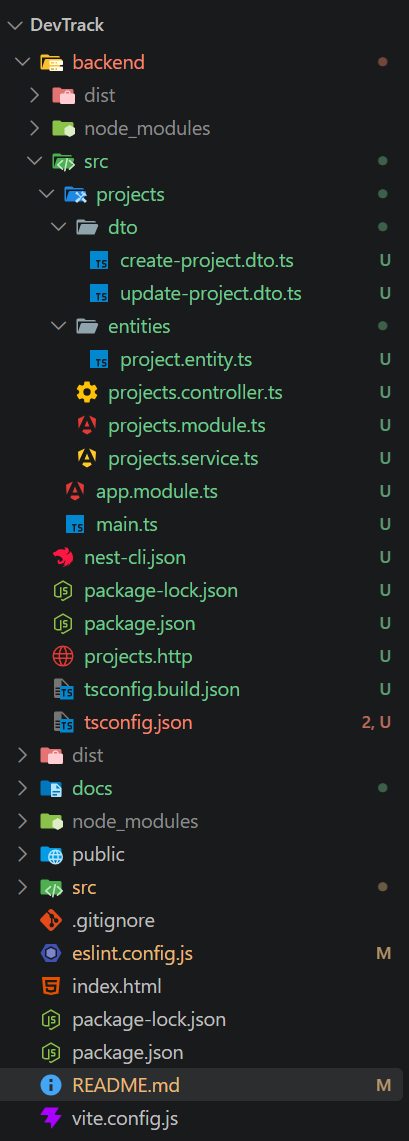 DevTrack
backend
dist
node_modules
src
projects
dto
create-project.dto.ts U
update-project.dto.ts U
entities
project.entity.ts U
projects.controller.ts U
projects.module.ts U
projects.service.ts U
app.module.ts U
main.ts U
nest-cli.json U
package-lock.json U
package.json U
projects.http U
tsconfig.build.json U
tsconfig.json 2, U
dist
docs
node_modules
public
src
.gitignore
eslint.config.js M
index.html
package-lock.json
package.json
README.md M
vite.config.js